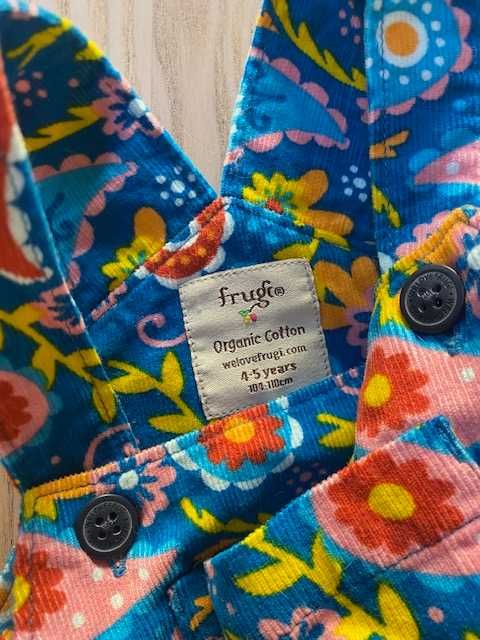 frugi®
Organic Cotton
welovefrugi.com
4-5 years
104-110cm